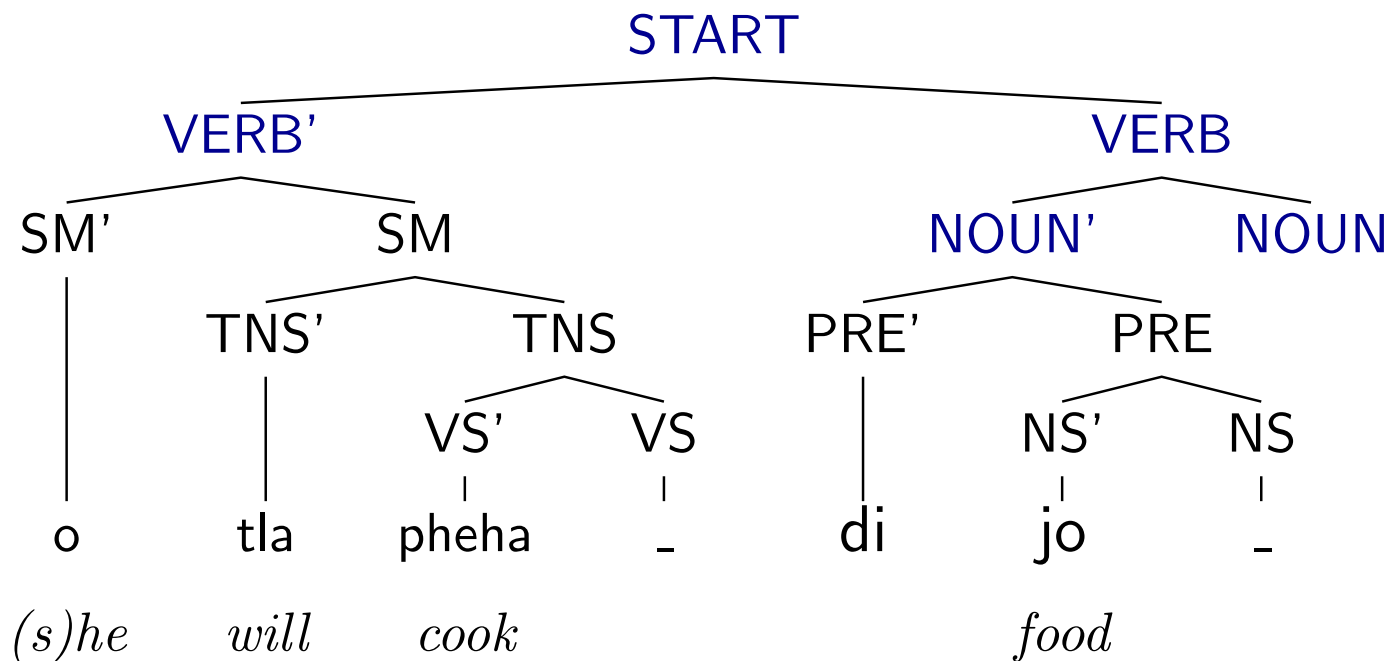 START
VERB' VERB
SM' SM NOUN' NOUN
TNS' TNS PRE' PRE
VS' VS NS' NS
o tla pheha _ di jo _
(s)he will cook food